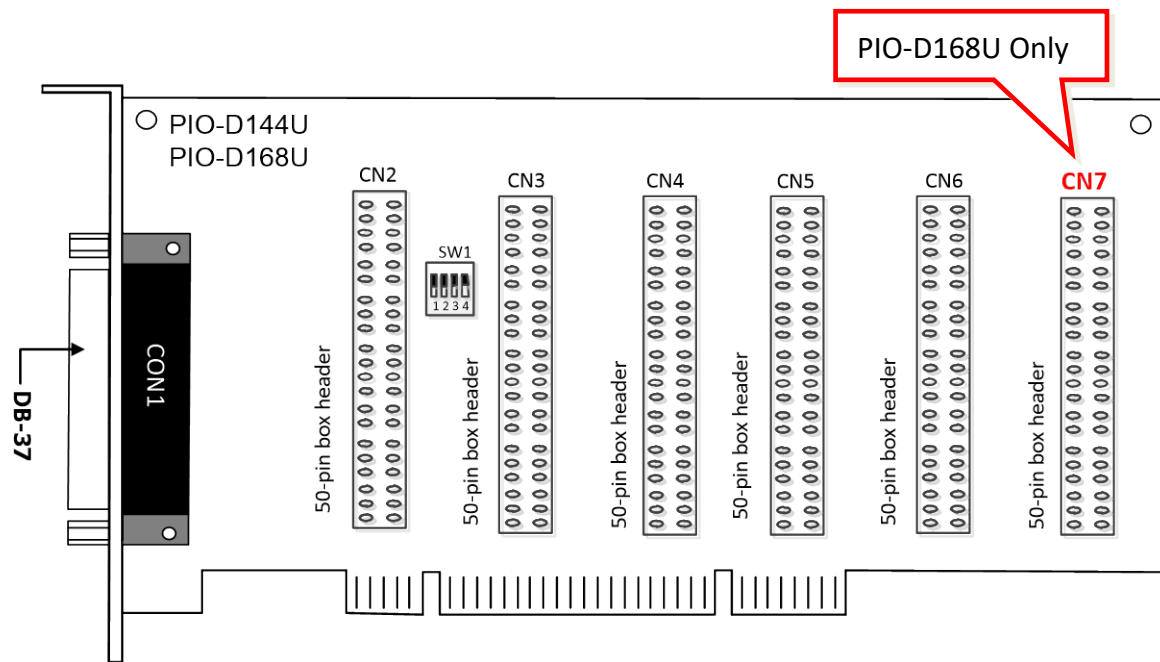 PIO-D168U Only
PIO-D144U
PIO-D168U
CN2
CN3
CN4
CN5
CN6
CN7
SW1
1 2 3 4
CON1
DB-37
50-pin box header
50-pin box header
50-pin box header
50-pin box header
50-pin box header
50-pin box header